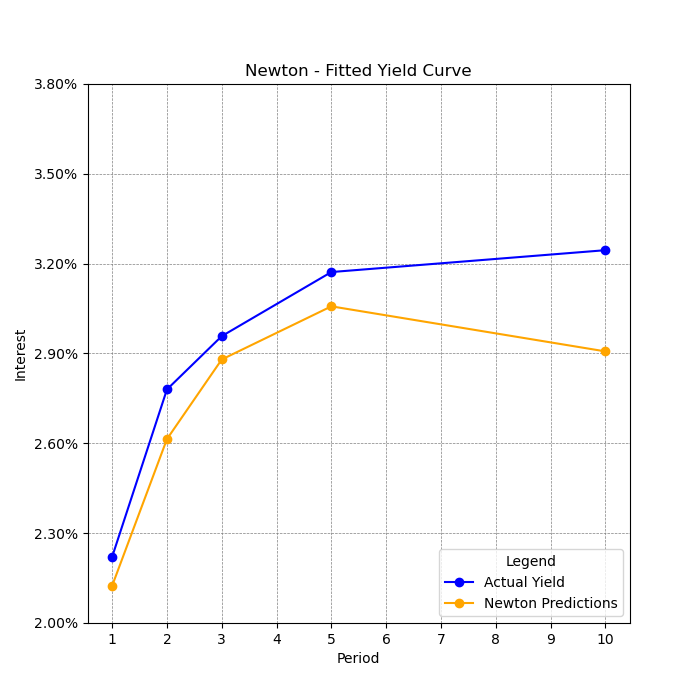 Newton - Fitted Yield Curve
3.80%
3.50%
3.20%
2.90%
2.60%
2.30%
2.00%
Interest
1 2 3 4 5 6 7 8 9 10
Period
Legend
Actual Yield
Newton Predictions